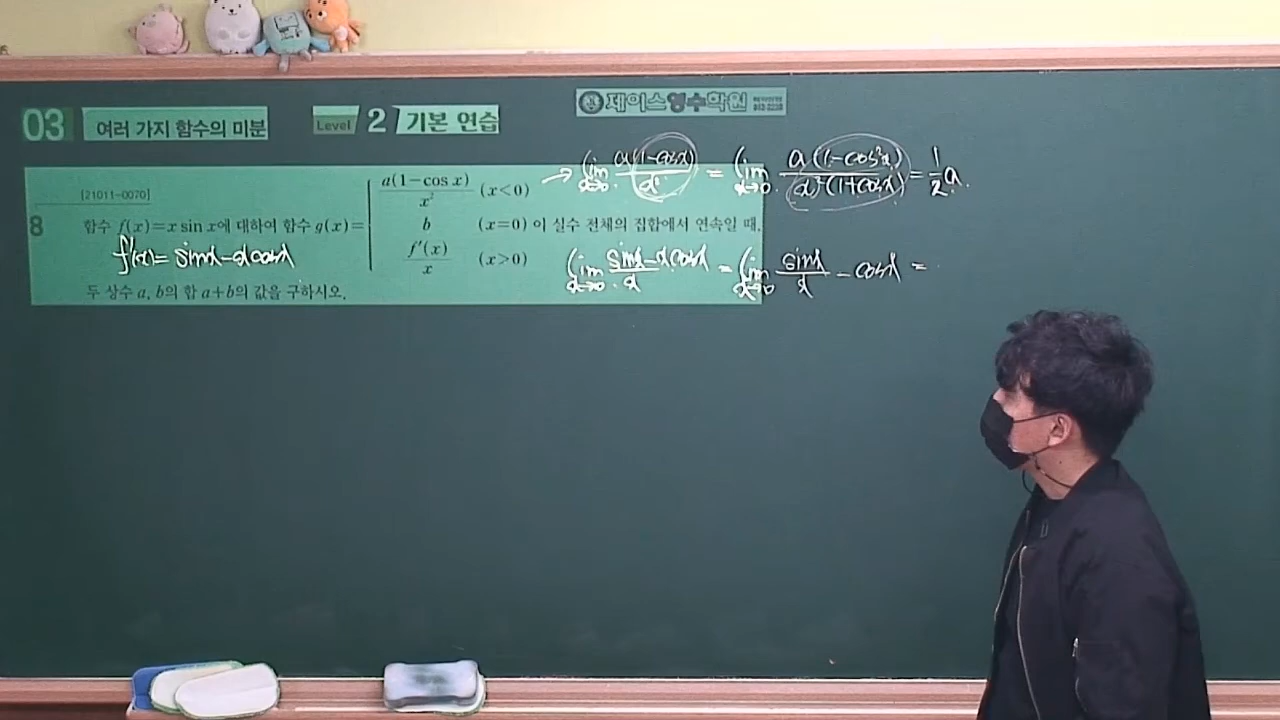 03 여러 가지 함수의 미분 Level 2 기본 연습
제이스영수학원
[21011-0070]
8 함수 f(x)=x sin x에 대하여 함수 g(x)= a(1-cos x)/x² (x<0)
b (x=0) 이 실수 전체의 집합에서 연속일 때,
f'(x)/x (x>0)
두 상수 a, b의 합 a+b의 값을 구하시오.
f'(x)= sinx-xcosx
→ lim x→0 a(1-cosx)/x² = lim x→0 a(1-cos²x)/x²(1+cosx) = 1/2 a.
lim x→0 sinx-xcosx/x = lim x→0 sinx/x - cosx =